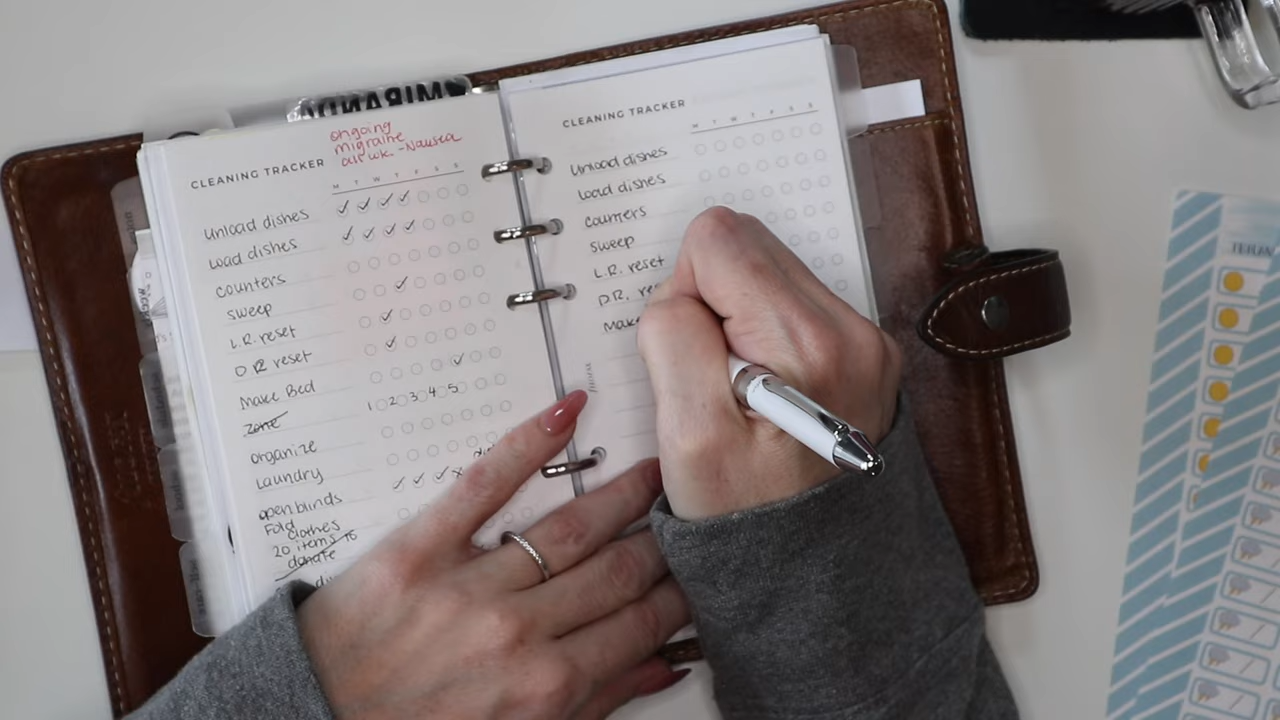 CLEANING TRACKER
ongoing
migraine
all wk. - Nausea
M T W T F S S
unload dishes
load dishes
counters
sweep
L.R. reset
DR reset
Make Bed
zone 1 2 3 4 5
organize
Laundry
open blinds
Fold clothes
20 items to
donate
CLEANING TRACKER
M T W T F S S
unload dishes
load dishes
counters
sweep
L.R. reset
D.R.
Make